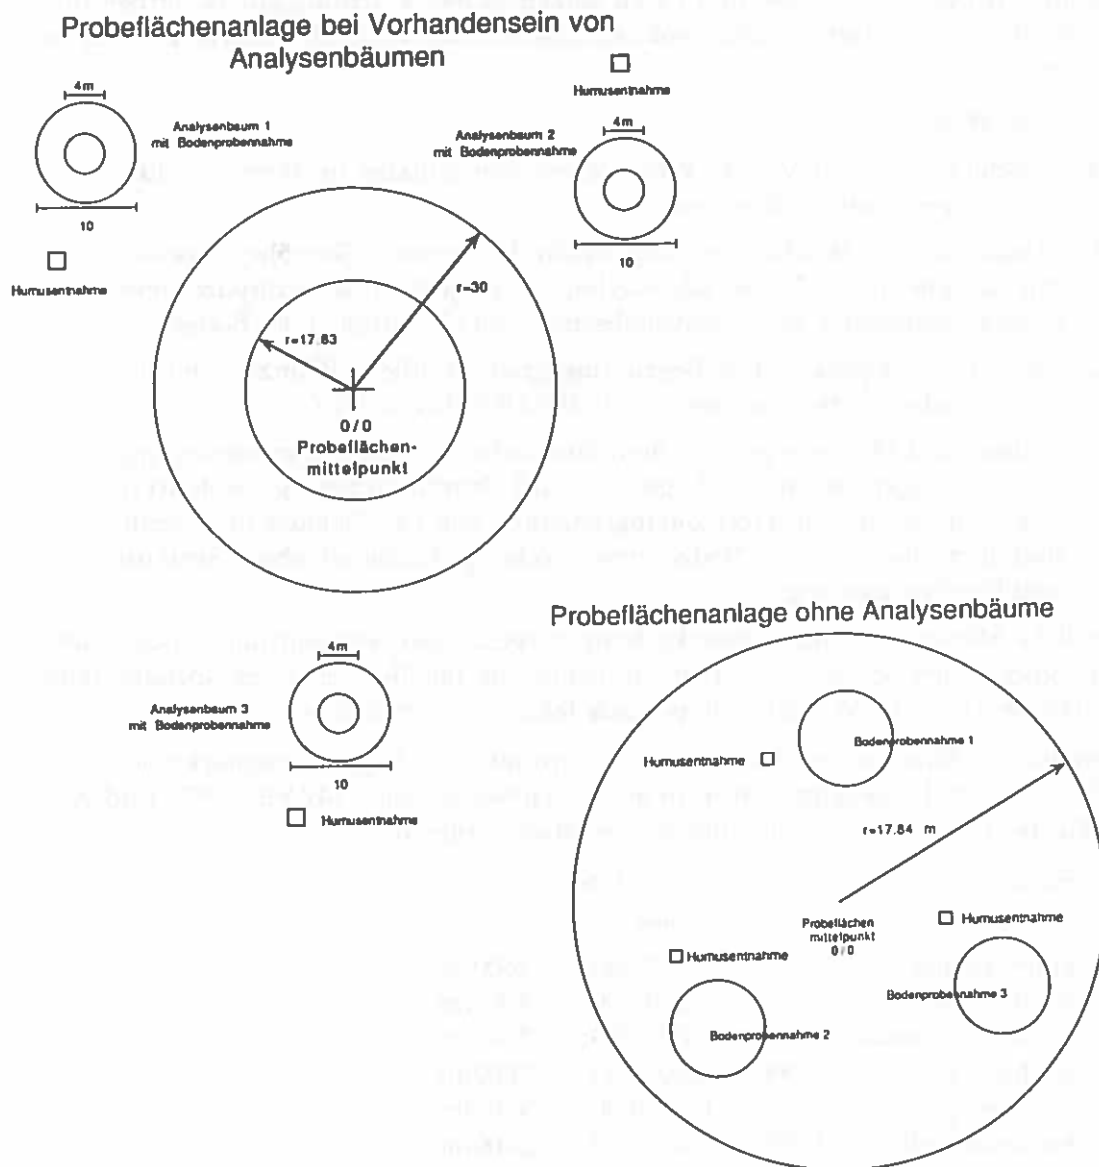 Probeflächenanlage bei Vorhandensein von
Analysenbäumen
4m
Analysenbaum 1
mit Bodenprobennahme
10
Humusentnahme
Humusentnahme
4m
Analysenbaum 2
mit Bodenprobennahme
10
r=30
r=17.83
0/0
Probeflächen-
mittelpunkt
4m
Analysenbaum 3
mit Bodenprobennahme
10
Humusentnahme
Probeflächenanlage ohne Analysenbäume
Bodenprobennahme 1
Humusentnahme
r=17.84 m
Probeflächen
mittelpunkt
0/0
Humusentnahme
Humusentnahme
Bodenprobennahme 3
Bodenprobennahme 2